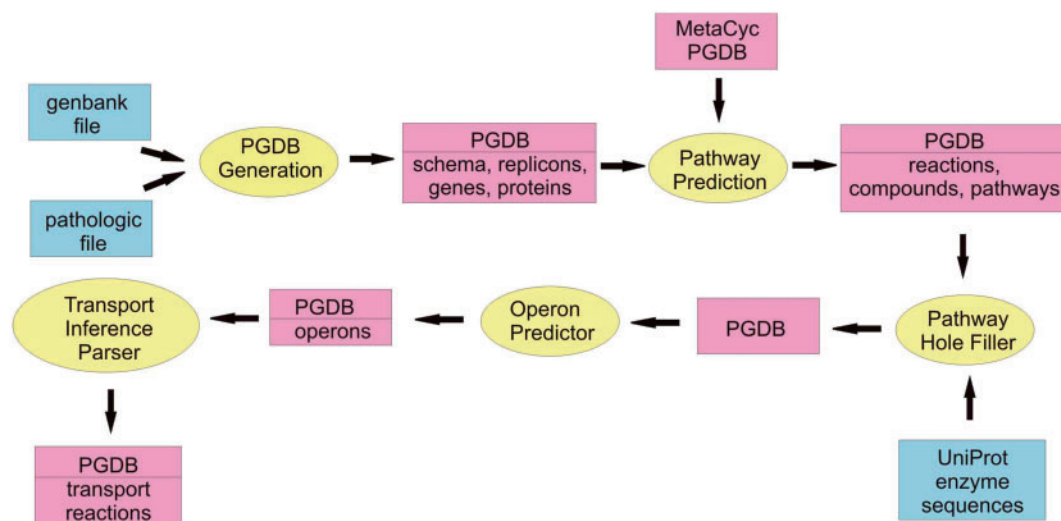 MetaCyc
PGDB
genbank
file
PGDB
Generation
PGDB
schema, replicons,
genes, proteins
Pathway
Prediction
PGDB
reactions,
compounds, pathways
pathologic
file
Transport
Inference
Parser
PGDB
operons
Operon
Predictor
PGDB
Pathway
Hole Filler
PGDB
transport
reactions
UniProt
enzyme
sequences